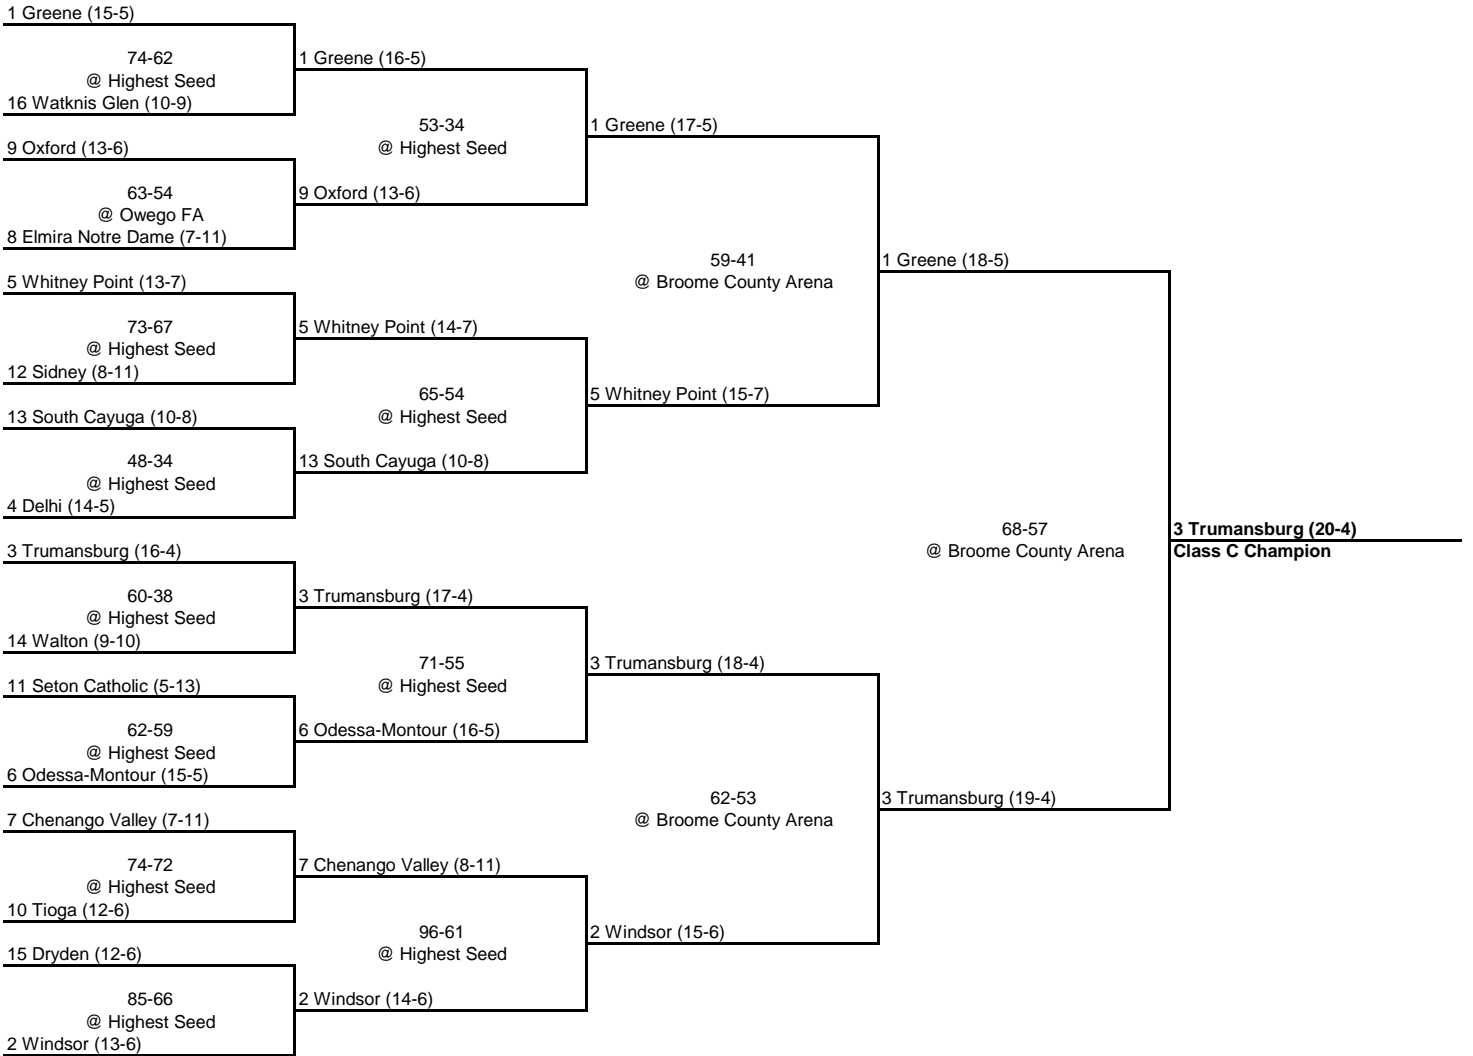 1 Greene (15-5)
74-62
@ Highest Seed
16 Watknis Glen (10-9)
9 Oxford (13-6)
63-54
@ Owego FA
8 Elmira Notre Dame (7-11)
5 Whitney Point (13-7)
73-67
@ Highest Seed
12 Sidney (8-11)
13 South Cayuga (10-8)
48-34
@ Highest Seed
4 Delhi (14-5)
3 Trumansburg (16-4)
60-38
@ Highest Seed
14 Walton (9-10)
11 Seton Catholic (5-13)
62-59
@ Highest Seed
6 Odessa-Montour (15-5)
7 Chenango Valley (7-11)
74-72
@ Highest Seed
10 Tioga (12-6)
15 Dryden (12-6)
85-66
@ Highest Seed
2 Windsor (13-6)
1 Greene (16-5)
53-34
@ Highest Seed
9 Oxford (13-6)
5 Whitney Point (14-7)
65-54
@ Highest Seed
13 South Cayuga (10-8)
3 Trumansburg (17-4)
71-55
@ Highest Seed
6 Odessa-Montour (16-5)
7 Chenango Valley (8-11)
96-61
@ Highest Seed
2 Windsor (14-6)
1 Greene (17-5)
59-41
@ Broome County Arena
5 Whitney Point (15-7)
3 Trumansburg (18-4)
62-53
@ Broome County Arena
2 Windsor (15-6)
1 Greene (18-5)
68-57
@ Broome County Arena
3 Trumansburg (19-4)
3 Trumansburg (20-4)
Class C Champion